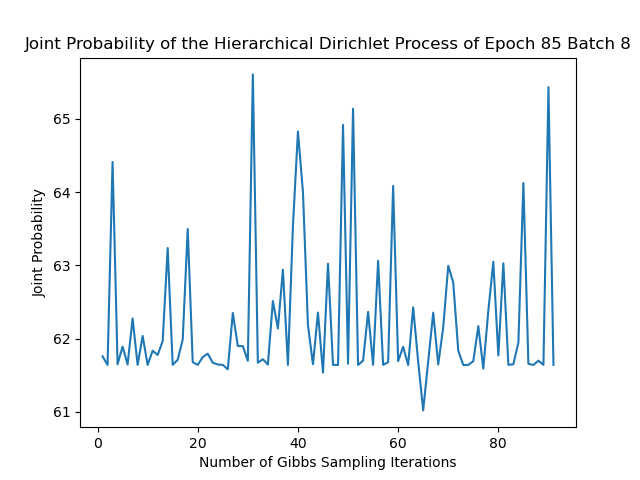 Joint Probability of the Hierarchical Dirichlet Process of Epoch 85 Batch 8
65
64
63
62
61
Joint Probability
0 20 40 60 80
Number of Gibbs Sampling Iterations